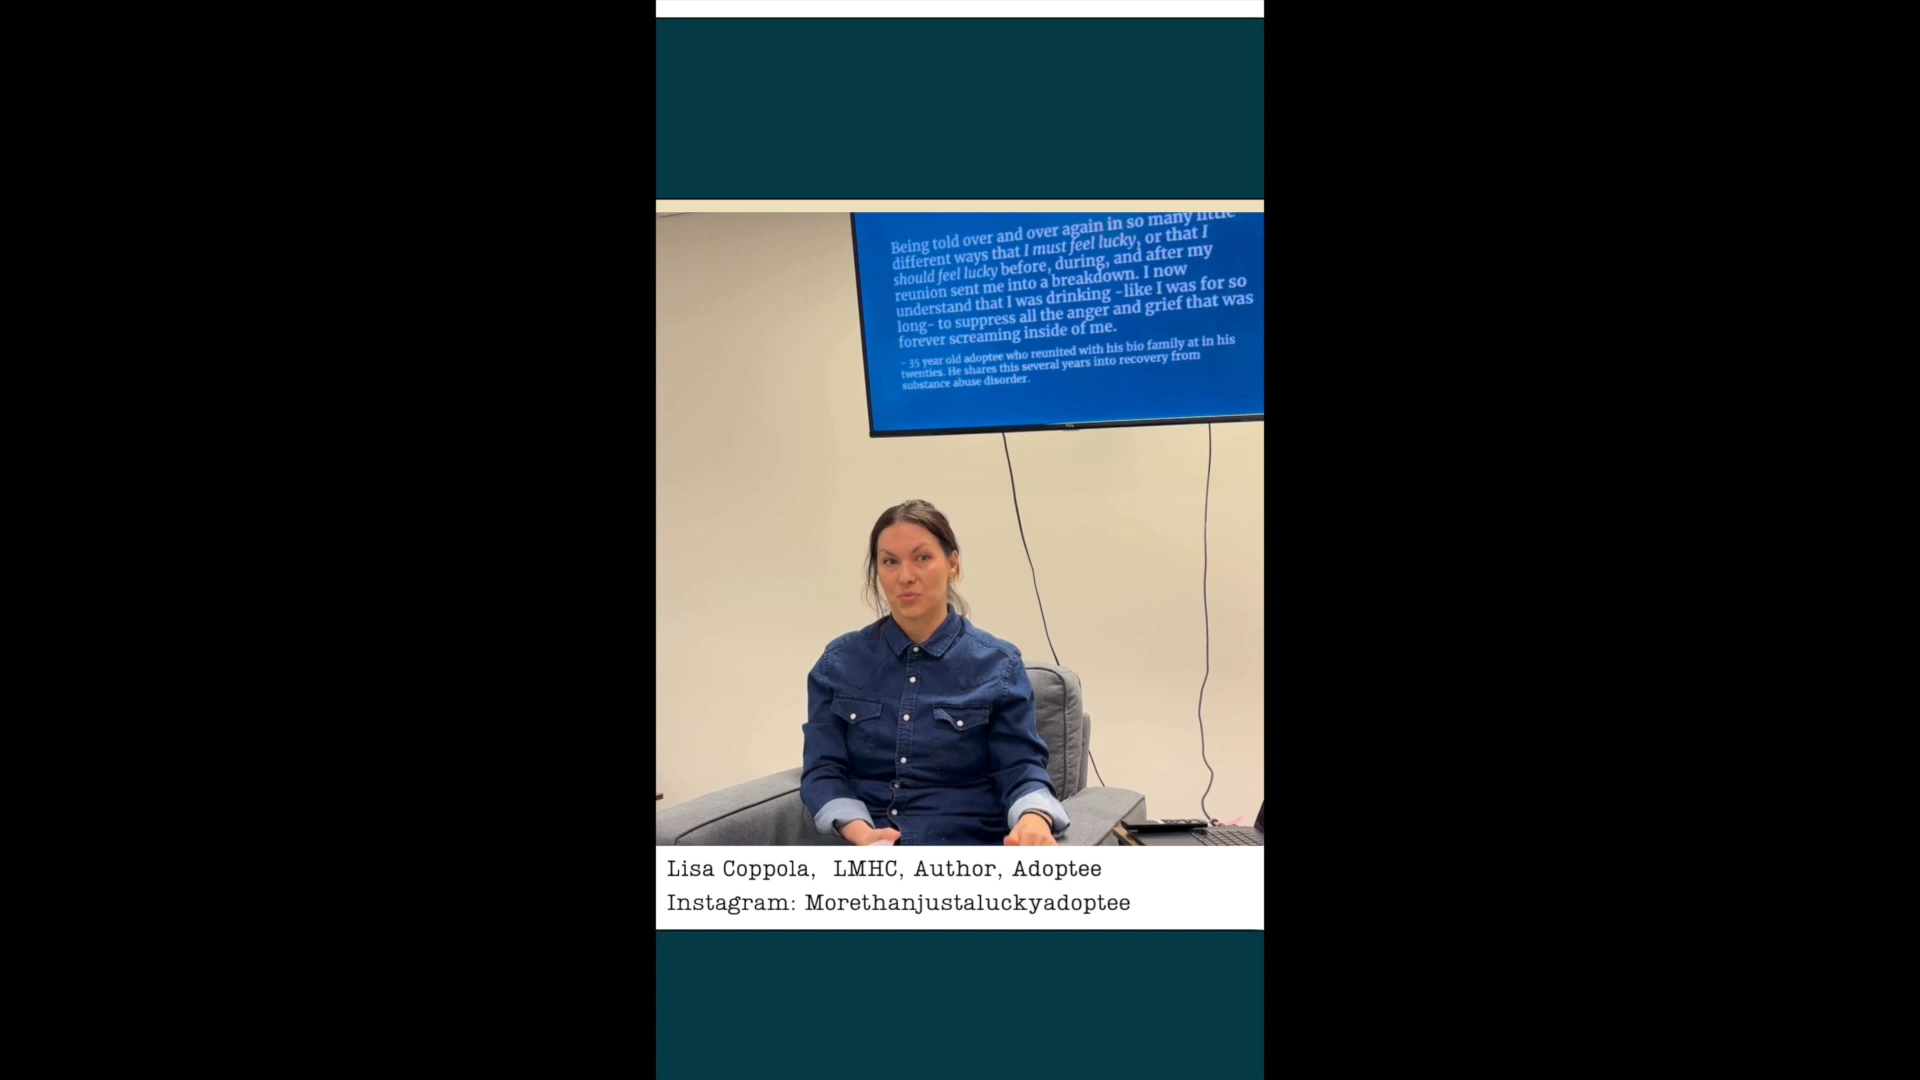 Being told over and over again in so many little
different ways that I must feel lucky, or that I
should feel lucky before, during, and after my
reunion sent me into a breakdown. I now
understand that I was drinking -like I was for so
long- to suppress all the anger and grief that was
forever screaming inside of me.
- 35 year old adoptee who reunited with his bio family at in his
twenties. He shares this several years into recovery from
substance abuse disorder.
TCL
Lisa Coppola, LMHC, Author, Adoptee
Instagram: Morethanjustaluckyadoptee